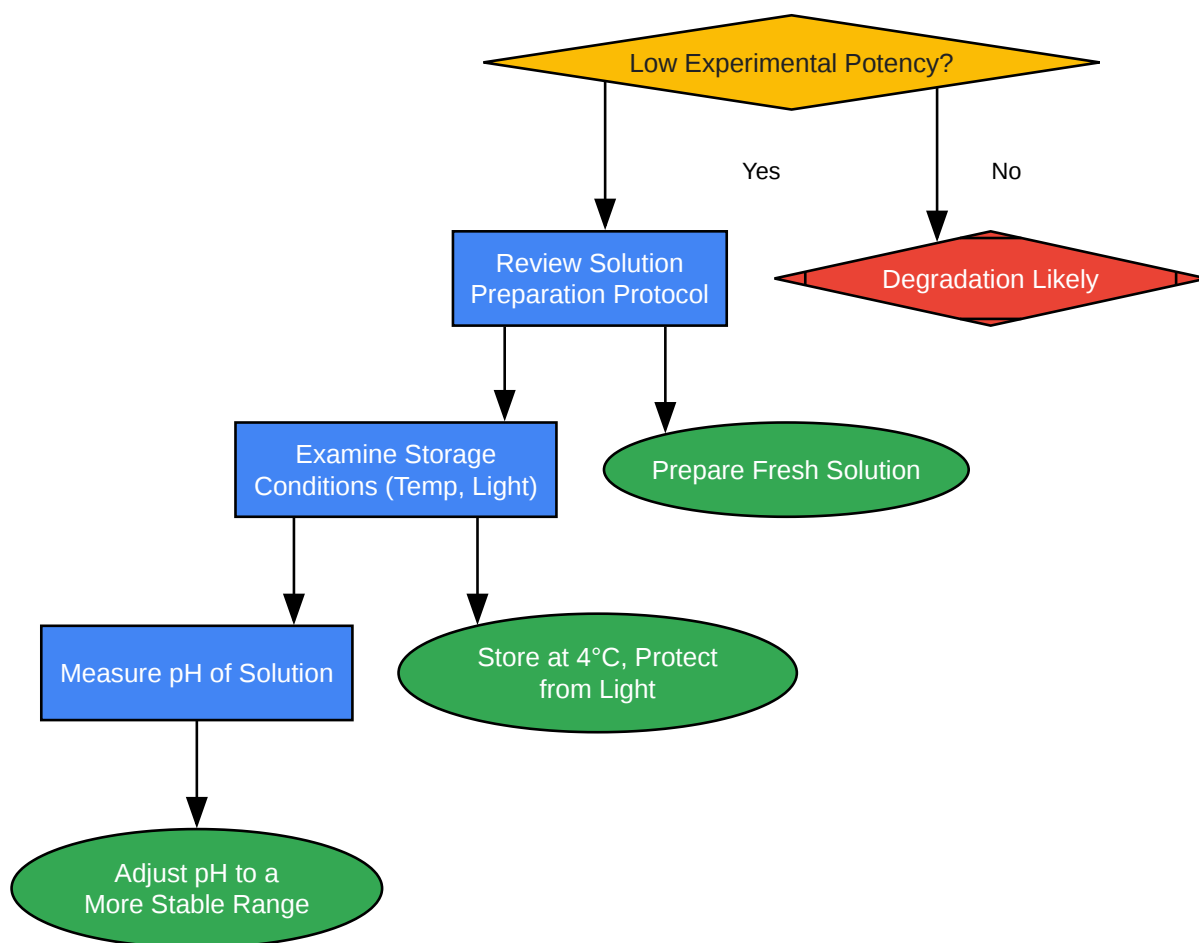 Low Experimental Potency?
Yes
No
Review Solution
Preparation Protocol
Degradation Likely
Examine Storage
Conditions (Temp, Light)
Prepare Fresh Solution
Measure pH of Solution
Store at 4°C, Protect
from Light
Adjust pH to a
More Stable Range